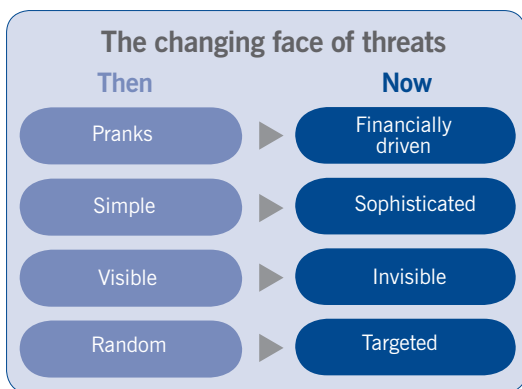 The changing face of threats
Then
Now
Pranks
Financially
driven
Simple
Sophisticated
Visible
Invisible
Random
Targeted